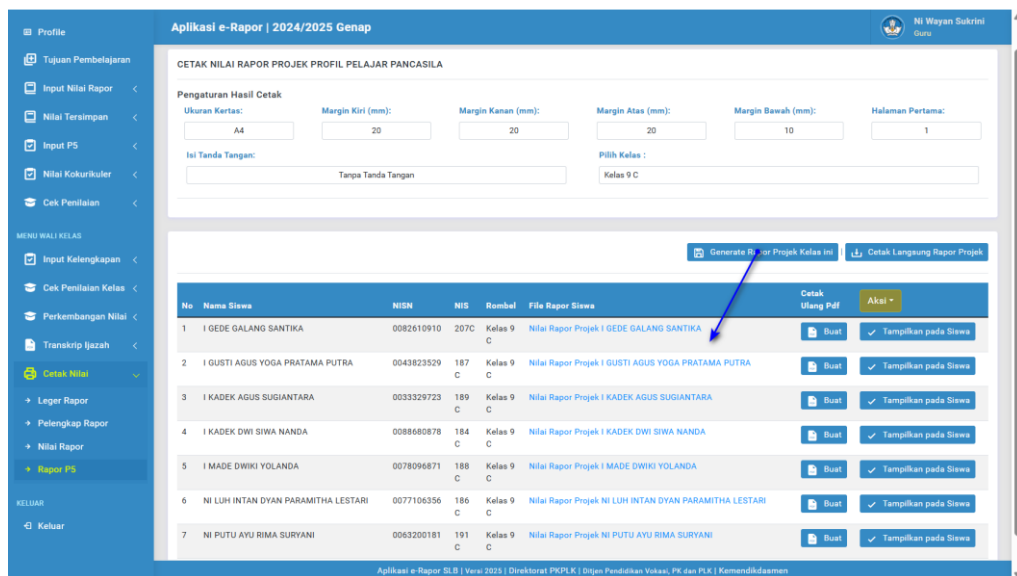 Profile
Tujuan Pembelajaran
Input Nilai Rapor
Nilai Tersimpan
Input P5
Nilai Kokurikuler
Cek Penilaian
MENU WALI KELAS
Input Kelengkapan
Cek Penilaian Kelas
Perkembangan Nilai
Transkrip Ijazah
Cetak Nilai
Leger Rapor
Pelengkap Rapor
Nilai Rapor
Rapor P5
KELUAR
Keluar
Aplikasi e-Rapor | 2024/2025 Genap
Ni Wayan Sukrini
Guru
CETAK NILAI RAPOR PROJEK PROFIL PELAJAR PANCASILA
Pengaturan Hasil Cetak
Ukuran Kertas: Margin Kiri (mm): Margin Kanan (mm): Margin Atas (mm): Margin Bawah (mm): Halaman Pertama:
A4 20 20 20 10 1
Isi Tanda Tangan: Pilih Kelas :
Tanpa Tanda Tangan Kelas 9 C
Generate Rapor Projek Kelas ini | Cetak Langsung Rapor Projek
No Nama Siswa NISN NIS Rombel File Rapor Siswa Cetak Ulang Pdf Aksi
1 I GEDE GALANG SANTIKA 0082610910 207C Kelas 9 C Nilai Rapor Projek I GEDE GALANG SANTIKA Buat Tampilkan pada Siswa
2 I GUSTI AGUS YOGA PRATAMA PUTRA 0043823529 187 C Kelas 9 C Nilai Rapor Projek I GUSTI AGUS YOGA PRATAMA PUTRA Buat Tampilkan pada Siswa
3 I KADEK AGUS SUGIANTARA 0033329723 189 C Kelas 9 C Nilai Rapor Projek I KADEK AGUS SUGIANTARA Buat Tampilkan pada Siswa
4 I KADEK DWI SIWA NANDA 0088680878 184 C Kelas 9 C Nilai Rapor Projek I KADEK DWI SIWA NANDA Buat Tampilkan pada Siswa
5 I MADE DWIKI YOLANDA 0078096871 188 C Kelas 9 C Nilai Rapor Projek I MADE DWIKI YOLANDA Buat Tampilkan pada Siswa
6 NI LUH INTAN DYAN PARAMITHA LESTARI 0077106356 186 C Kelas 9 C Nilai Rapor Projek NI LUH INTAN DYAN PARAMITHA LESTARI Buat Tampilkan pada Siswa
7 NI PUTU AYU RIMA SURYANI 0063200181 191 C Kelas 9 C Nilai Rapor Projek NI PUTU AYU RIMA SURYANI Buat Tampilkan pada Siswa
Aplikasi e-Rapor SLB | Versi 2025 | Direktorat PKPLK | Ditjen Pendidikan Vokasi, PK dan PLK | Kemendikdasmen